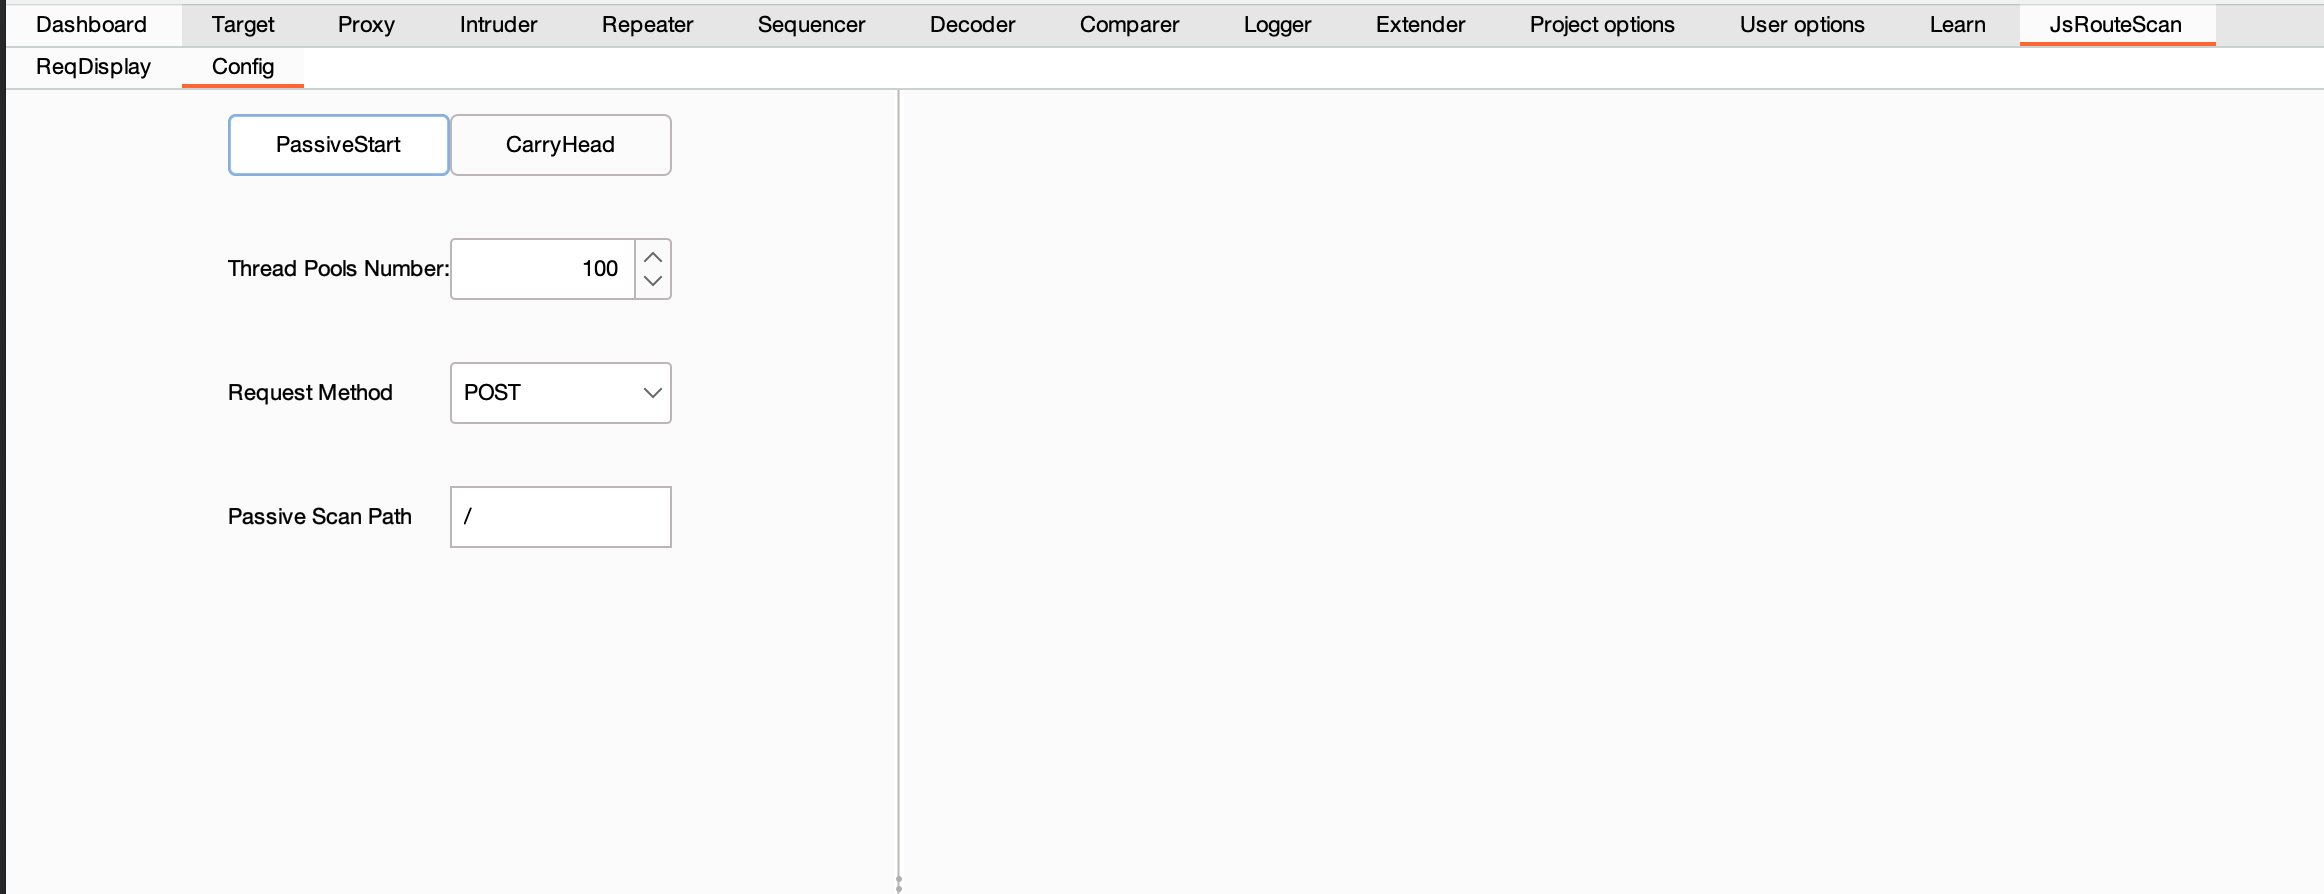 Dashboard Target Proxy Intruder Repeater Sequencer Decoder Comparer Logger Extender Project options User options Learn JsRouteScan
ReqDisplay Config
PassiveStart CarryHead
Thread Pools Number: 100
Request Method POST
Passive Scan Path /